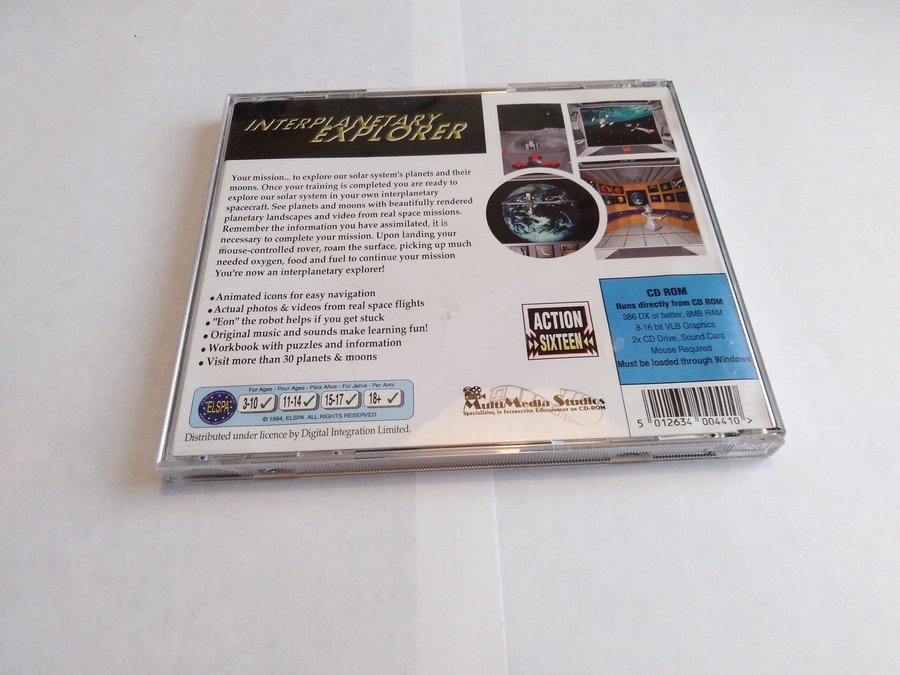 INTERPLANETARY
EXPLORER
Your mission... to explore our solar system's planets and their
moons. Once your training is completed you are ready to
explore our solar system in your own interplanetary
spacecraft. See planets and moons with beautifully rendered
planetary landscapes and video from real space missions.
Remember the information you have assimilated, it is
necessary to complete your mission. Upon landing your
mouse-controlled rover, roam the surface, picking up much
needed oxygen, food and fuel to continue your mission
You're now an interplanetary explorer!
• Animated icons for easy navigation
• Actual photos & videos from real space flights
• "Eon" the robot helps if you get stuck
• Original music and sounds make learning fun!
• Workbook with puzzles and information
• Visit more than 30 planets & moons
ELSPA
For Ages - Pour Ages - Para Años - Für Jahre - Per Anni
3-10 ✓ 11-14 ✓ 15-17 ✓ 18+ ✓
© 1994, ELSPA. ALL RIGHTS RESERVED
Distributed under licence by Digital Integration Limited.
ACTION
SIXTEEN
MultiMedia Studios
Specializing in Interactive Edutainment on CD-ROM
CD ROM
Runs directly from CD ROM
386 DX or better, 8MB RAM
8-16 bit VLB Graphics
2x CD Drive, Sound Card
Mouse Required
Must be loaded through Windows
5 012634 004410 >